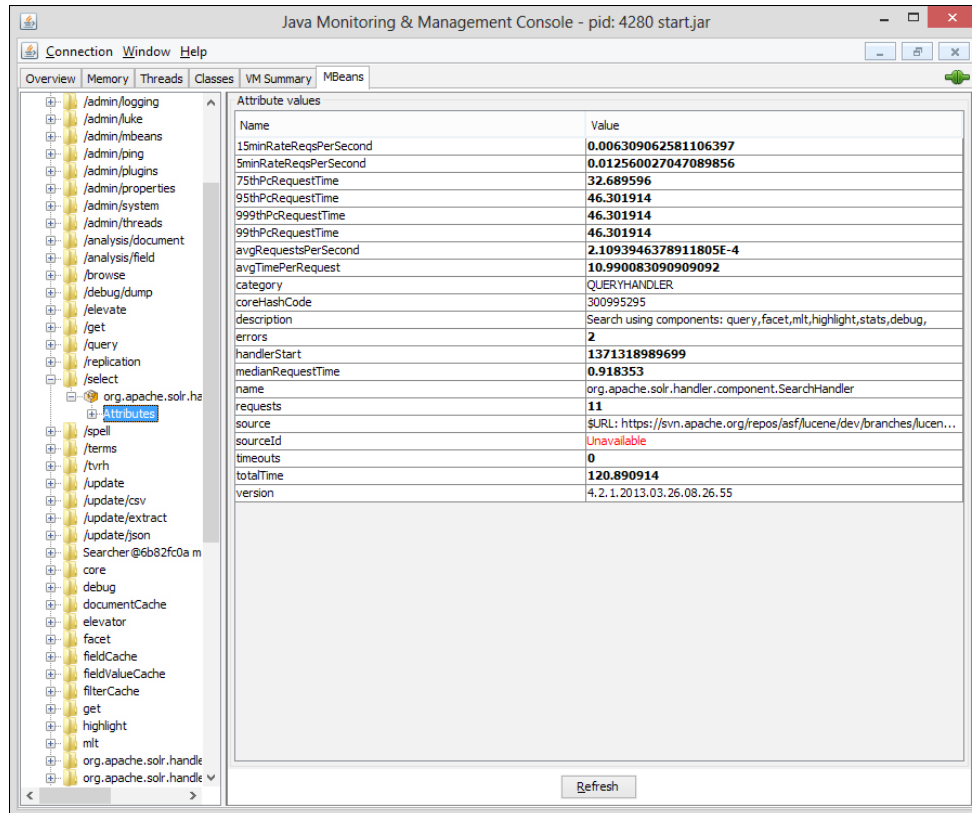 Java Monitoring & Management Console - pid: 4280 start.jar
Connection Window Help
Overview Memory Threads Classes VM Summary MBeans
/admin/logging
/admin/luke
/admin/mbeans
/admin/ping
/admin/plugins
/admin/properties
/admin/system
/admin/threads
/analysis/document
/analysis/field
/browse
/debug/dump
/elevate
/get
/query
/replication
/select
org.apache.solr.ha
Attributes
/spell
/terms
/tvrh
/update
/update/csv
/update/extract
/update/json
Searcher@6b82fc0a m
core
debug
documentCache
elevator
facet
fieldCache
fieldValueCache
filterCache
get
highlight
mlt
org.apache.solr.handle
org.apache.solr.handle
Attribute values
Name Value
15minRateReqsPerSecond 0.006309062581106397
5minRateReqsPerSecond 0.012560027047089856
75thPcRequestTime 32.689596
95thPcRequestTime 46.301914
999thPcRequestTime 46.301914
99thPcRequestTime 46.301914
avgRequestsPerSecond 2.1093946378911805E-4
avgTimePerRequest 10.990083090909092
category QUERYHANDLER
coreHashCode 300995295
description Search using components: query,facet,mlt,highlight,stats,debug,
errors 2
handlerStart 1371318989699
medianRequestTime 0.918353
name org.apache.solr.handler.component.SearchHandler
requests 11
source $URL: https://svn.apache.org/repos/asf/lucene/dev/branches/lucen...
sourceId Unavailable
timeouts 0
totalTime 120.890914
version 4.2.1.2013.03.26.08.26.55
Refresh